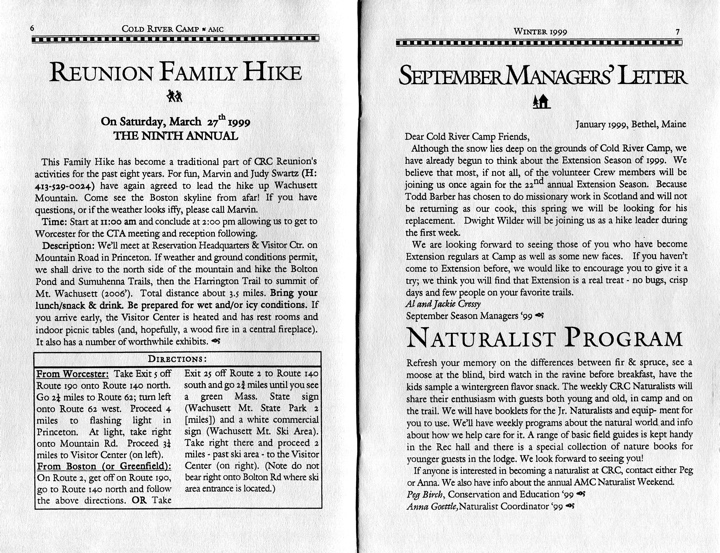 6
COLD RIVER CAMP ■ AMC
REUNION FAMILY HIKE
On Saturday, March 27th 1999
THE NINTH ANNUAL
This Family Hike has become a traditional part of CRC Reunion's
activities for the past eight years. For fun, Marvin and Judy Swartz (H:
413-529-0024) have again agreed to lead the hike up Wachusett
Mountain. Come see the Boston skyline from afar! If you have
questions, or if the weather looks iffy, please call Marvin.
Time: Start at 11:00 am and conclude at 2:00 pm allowing us to get to
Worcester for the CTA meeting and reception following.
Description: We'll meet at Reservation Headquarters & Visitor Ctr. on
Mountain Road in Princeton. If weather and ground conditions permit,
we shall drive to the north side of the mountain and hike the Bolton
Pond and Sumuhenna Trails, then the Harrington Trail to summit of
Mt. Wachusett (2006'). Total distance about 3.5 miles. Bring your
lunch/snack & drink. Be prepared for wet and/or icy conditions. If
you arrive early, the Visitor Center is heated and has rest rooms and
indoor picnic tables (and, hopefully, a wood fire in a central fireplace).
It also has a number of worthwhile exhibits.
DIRECTIONS:
From Worcester: Take Exit 5 off
Route 190 onto Route 140 north.
Go 2¾ miles to Route 62; turn left
onto Route 62 west. Proceed 4
miles to flashing light in
Princeton. At light, take right
onto Mountain Rd. Proceed 3¼
miles to Visitor Center (on left).
From Boston (or Greenfield):
On Route 2, get off on Route 190,
go to Route 140 north and follow
the above directions. OR Take
Exit 25 off Route 2 to Route 140
south and go 2¾ miles until you see
a green Mass. State sign
(Wachusett Mt. State Park 2
[miles]) and a white commercial
sign (Wachusett Mt. Ski Area).
Take right there and proceed 2
miles - past ski area - to the Visitor
Center (on right). (Note do not
bear right onto Bolton Rd where ski
area entrance is located.)
WINTER 1999
7
SEPTEMBER MANAGERS' LETTER
January 1999, Bethel, Maine
Dear Cold River Camp Friends,
Although the snow lies deep on the grounds of Cold River Camp, we
have already begun to think about the Extension Season of 1999. We
believe that most, if not all, of the volunteer Crew members will be
joining us once again for the 22nd annual Extension Season. Because
Todd Barber has chosen to do missionary work in Scotland and will not
be returning as our cook, this spring we will be looking for his
replacement. Dwight Wilder will be joining us as a hike leader during
the first week.
We are looking forward to seeing those of you who have become
Extension regulars at Camp as well as some new faces. If you haven't
come to Extension before, we would like to encourage you to give it a
try; we think you will find that Extension is a real treat - no bugs, crisp
days and few people on your favorite trails.
Al and Jackie Cressy
September Season Managers '99
NATURALIST PROGRAM
Refresh your memory on the differences between fir & spruce, see a
moose at the blind, bird watch in the ravine before breakfast, have the
kids sample a wintergreen flavor snack. The weekly CRC Naturalists will
share their enthusiasm with guests both young and old, in camp and on
the trail. We will have booklets for the Jr. Naturalists and equip- ment for
you to use. We'll have weekly programs about the natural world and info
about how we help care for it. A range of basic field guides is kept handy
in the Rec hall and there is a special collection of nature books for
younger guests in the lodge. We look forward to seeing you!
If anyone is interested in becoming a naturalist at CRC, contact either Peg
or Anna. We also have info about the annual AMC Naturalist Weekend.
Peg Birch, Conservation and Education '99
Anna Goettle, Naturalist Coordinator '99